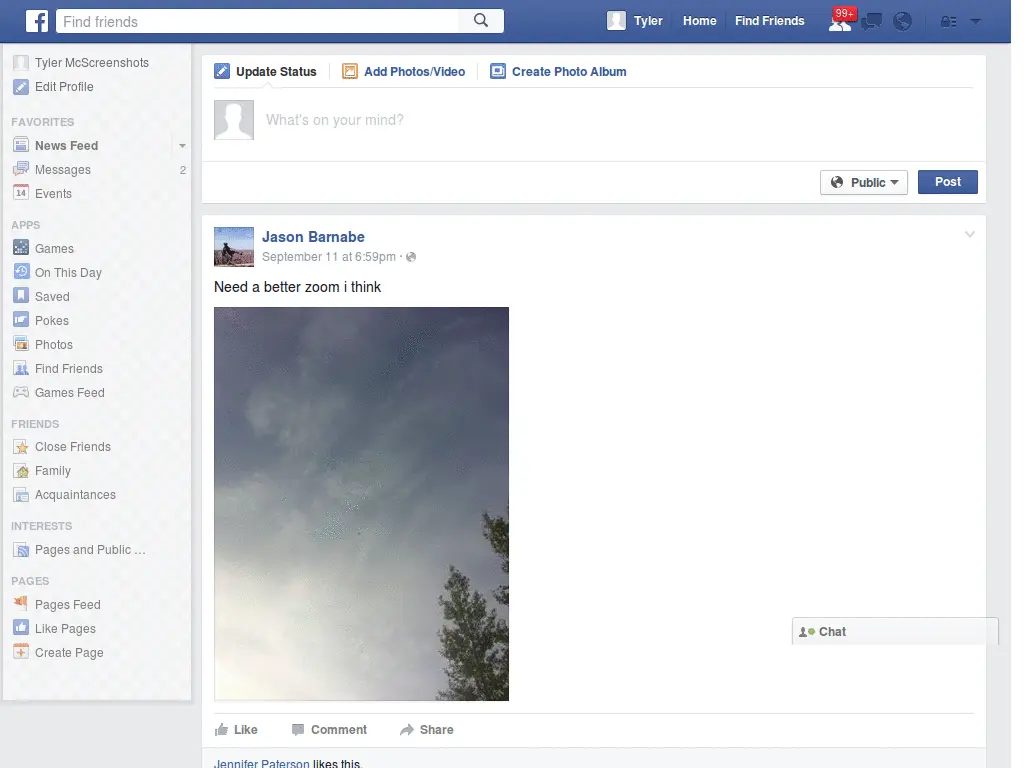 f
Find friends
Tyler
Home
Find Friends
99+
Tyler McScreenshots
Edit Profile
FAVORITES
News Feed
Messages 2
14 Events
APPS
Games
On This Day
Saved
Pokes
Photos
Find Friends
Games Feed
FRIENDS
Close Friends
Family
Acquaintances
INTERESTS
Pages and Public ...
PAGES
Pages Feed
Like Pages
Create Page
Update Status
Add Photos/Video
Create Photo Album
What's on your mind?
Public
Post
Jason Barnabe
September 11 at 6:59pm ·
Need a better zoom i think
Chat
Like
Comment
Share
Jennifer Paterson likes this.